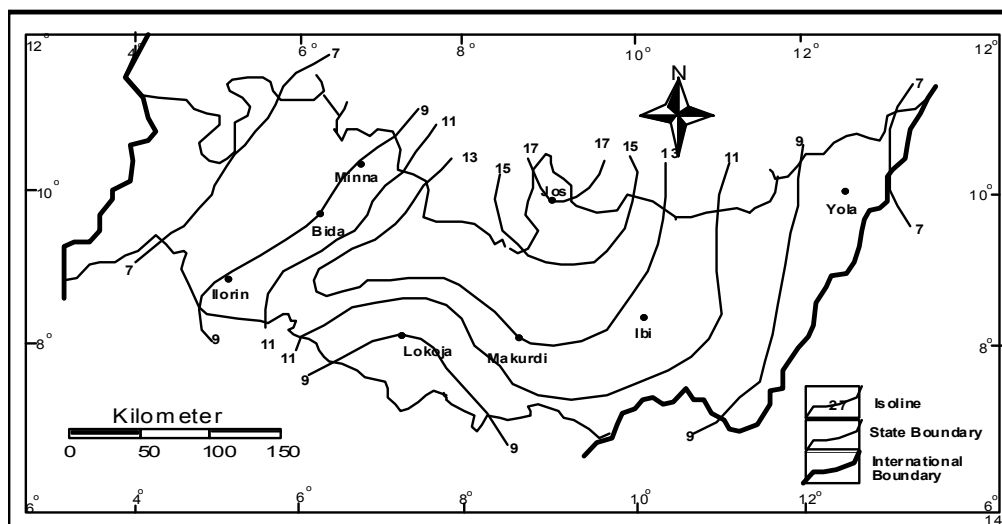 12° 4° 6° 8° 10° 12° 12°
7 7
9 11 13
17 17 15 13 11 9
15
N
Minna
Jos
10° 10°
Yola
Bida
7 7
Ilorin
Ibi
8° 8°
9 11 11
Lokoja
Makurdi
9 9 9
Kilometer
0 50 100 150
27 Isoline
State Boundary
International
Boundary
6° 4° 6° 8° 10° 12° 6°
14